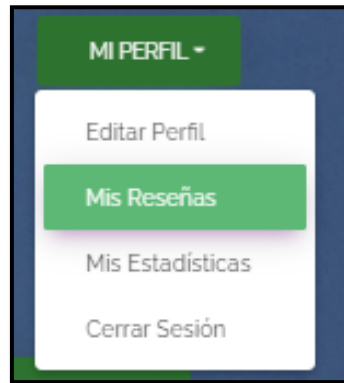 MI PERFIL
Editar Perfil
Mis Reseñas
Mis Estadísticas
Cerrar Sesión